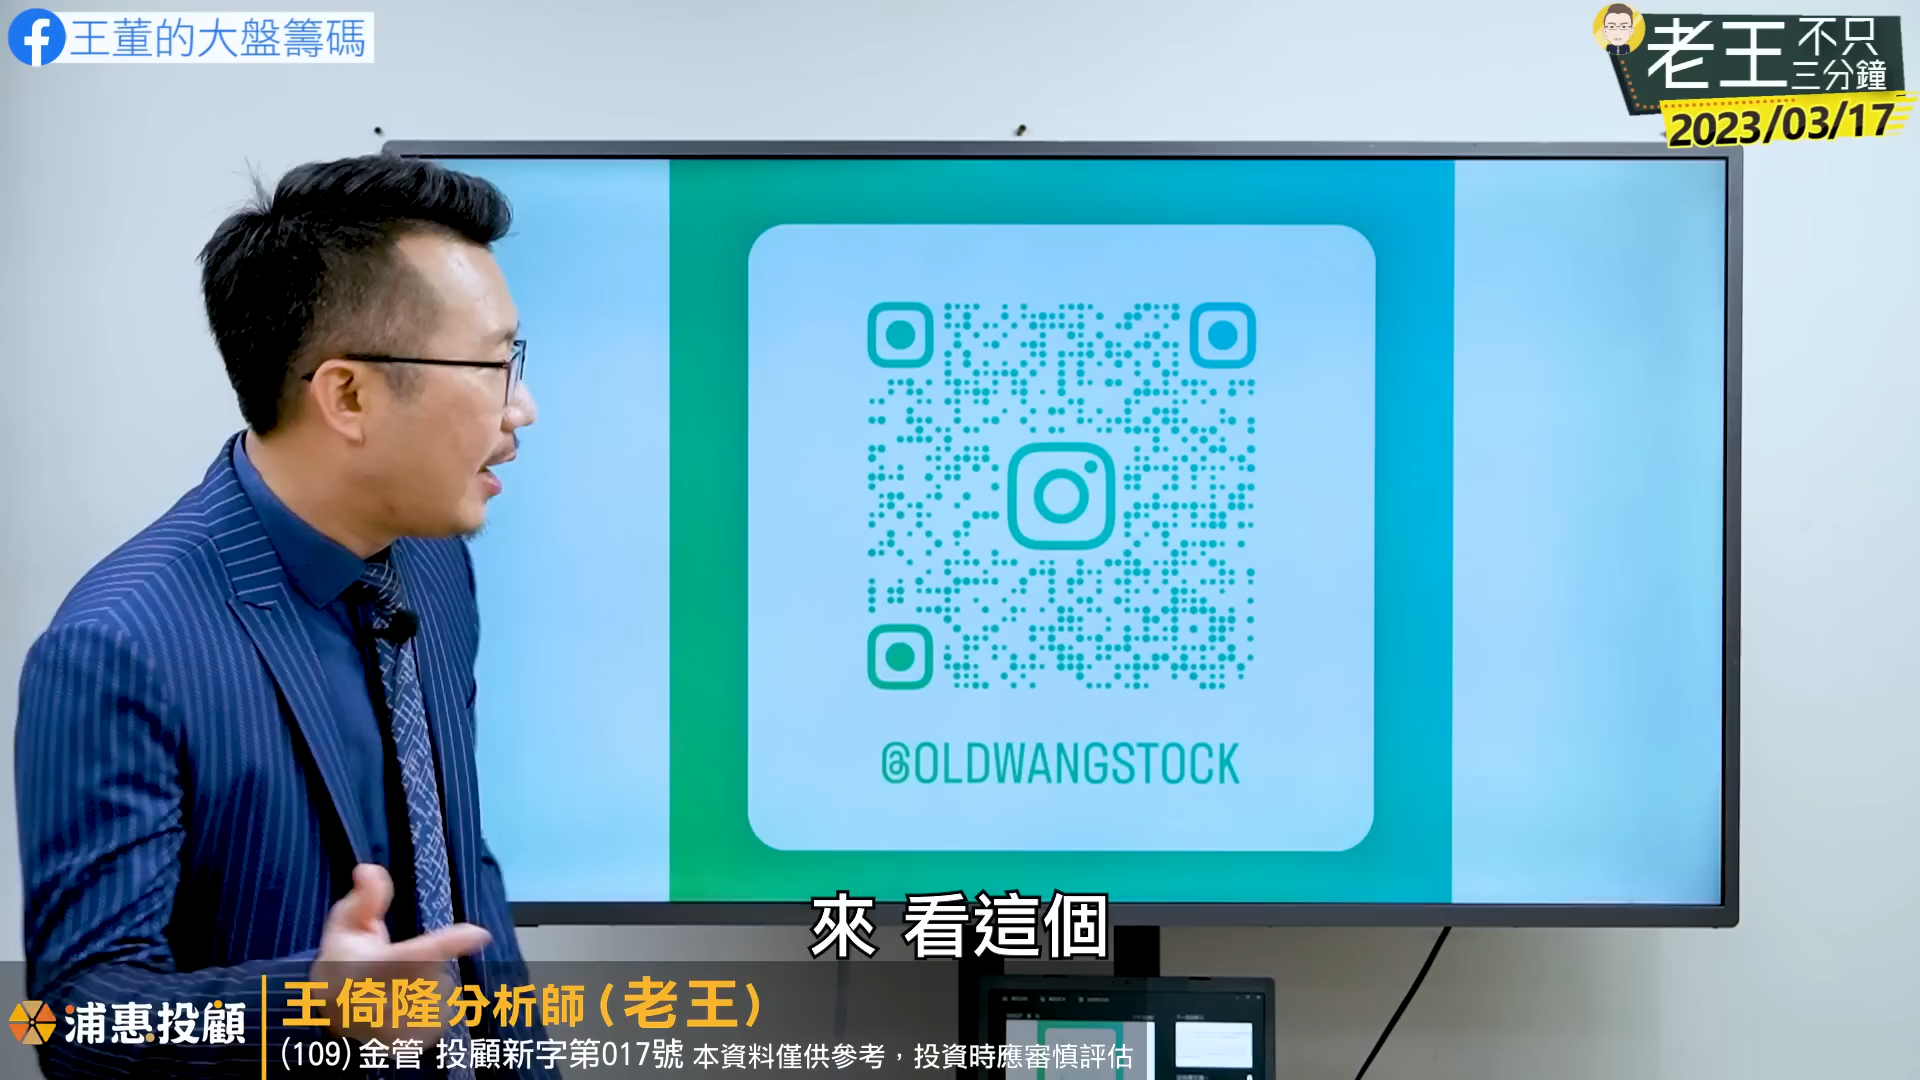 王董的大盤籌碼
老王 不只三分鐘
2023/03/17
@OLDWANGSTOCK
來 看這個
浦惠投顧
王倚隆分析師(老王)
(109)金管 投顧新字第017號 本資料僅供參考，投資時應審慎評估